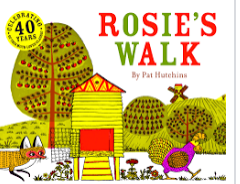 CELEBRATING
40
YEARS
ROSIE'S
WALK
By Pat Hutchins